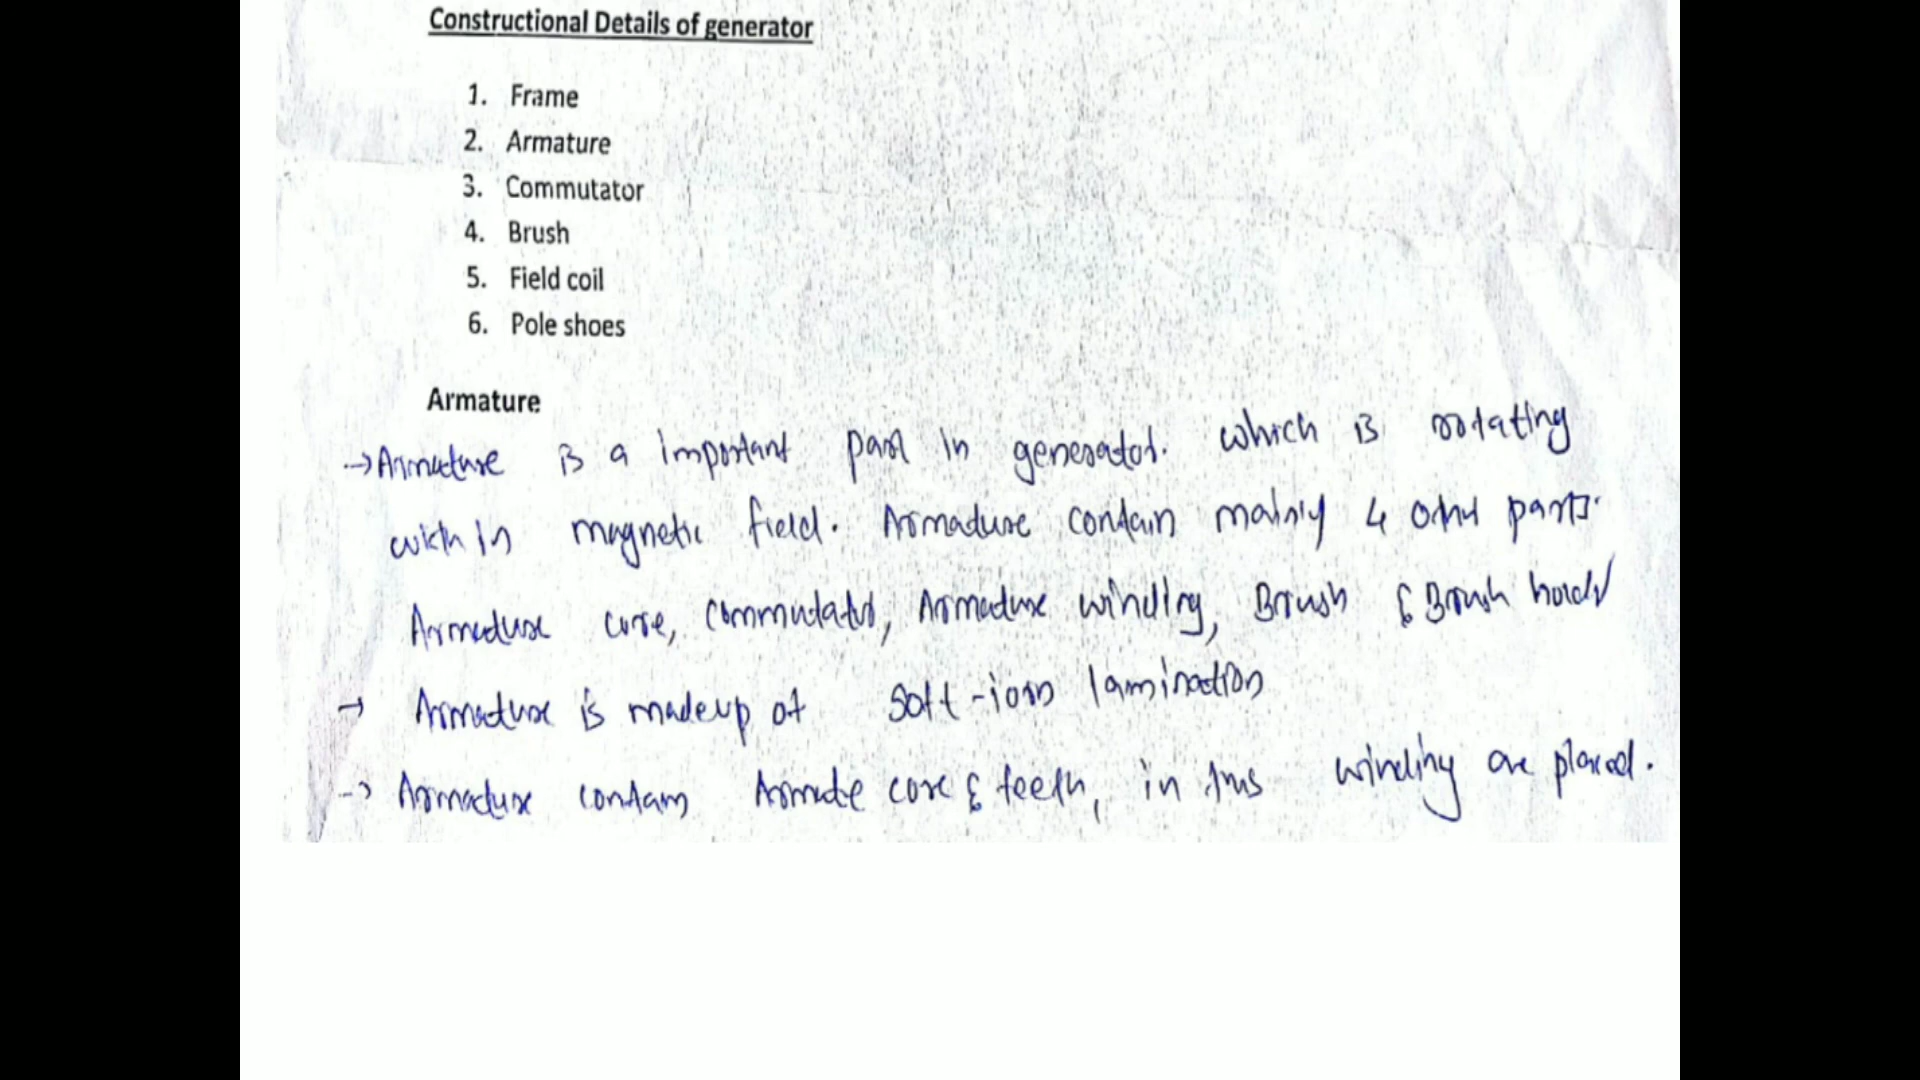 Constructional Details of generator
1. Frame
2. Armature
3. Commutator
4. Brush
5. Field coil
6. Pole shoes
Armature
→ Armature is a important part in generator. which is rotating
within magnetic field. Armature contain mainly 4 other parts.
Armature core, Commutator, Armature winding, Brush & Brush holder
→ Armature is madeup of soft-iron lamination
→ Armature contain Armate core & teeth, in this winding are placed.